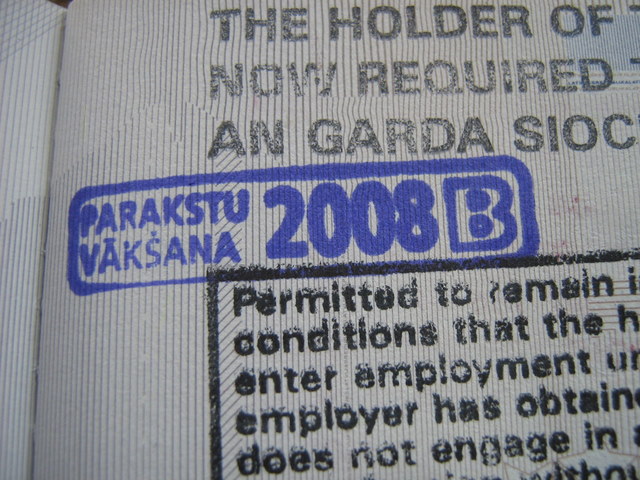 THE HOLDER OF
NOW REQUIRED
AN GARDA SIOC
PARAKSTU
VĀKŠANA
2008 B
Permitted to remain
conditions that the h
enter employment
employer has obtaine
does not engage in